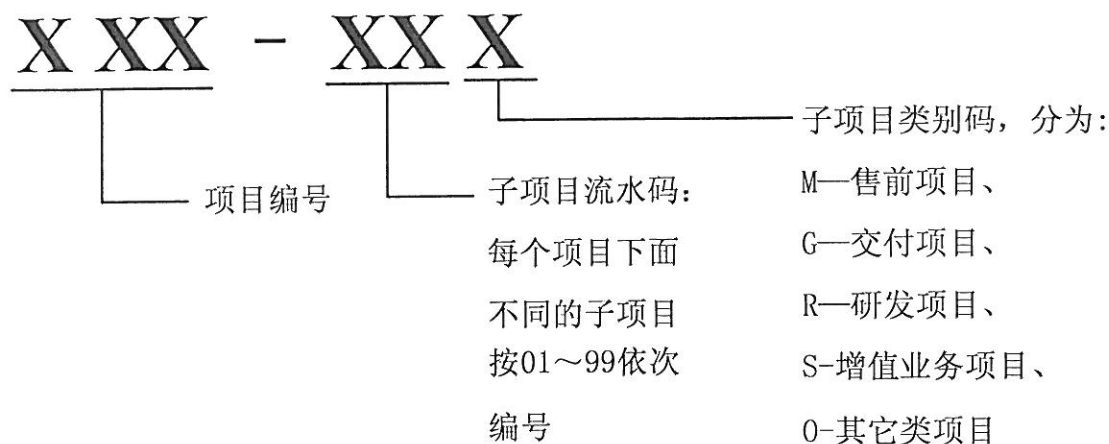 X XX - XX X
项目编号
子项目流水码：
每个项目下面
不同的子项目
按01～99依次
编号
子项目类别码，分为:
M—售前项目、
G—交付项目、
R—研发项目、
S-增值业务项目、
O-其它类项目